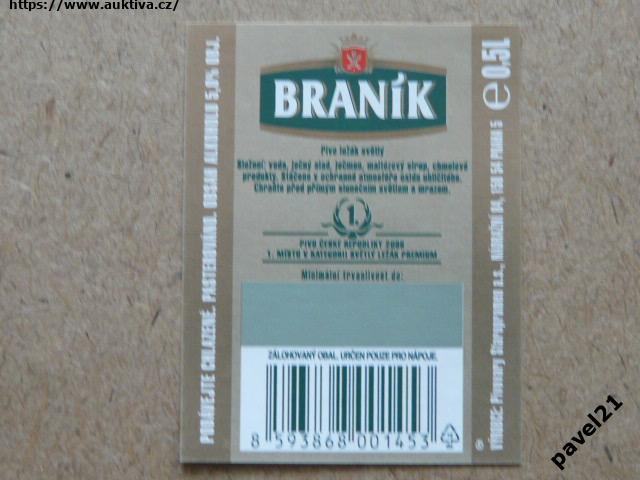 https://www.auktiva.cz/
BRANÍK
Pivo ležák světlý
Složení: voda, ječný slad, ječmen, maltózový sirup, chmelové
produkty. Stáčeno v ochranné atmosféře oxidu uhličitého.
Chraňte před přímým slunečním světlem a mrazem.
1.
PIVO ČESKÉ REPUBLIKY 2006
1. MÍSTO V KATEGORII SVĚTLÝ LEŽÁK PREMIUM
Minimální trvanlivost do:
ZÁLOHOVANÝ OBAL. URČEN POUZE PRO NÁPOJE.
8 593868 001453
PODÁVEJTE CHLAZENÉ. PASTEROVÁNO. OBSAH ALKOHOLU 5,0% OBJ.
e 0,5L
Výrobce: Pivovary Staropramen a.s., NÁDRAŽNÍ 84, 150 54 PRAHA 5
pavel21